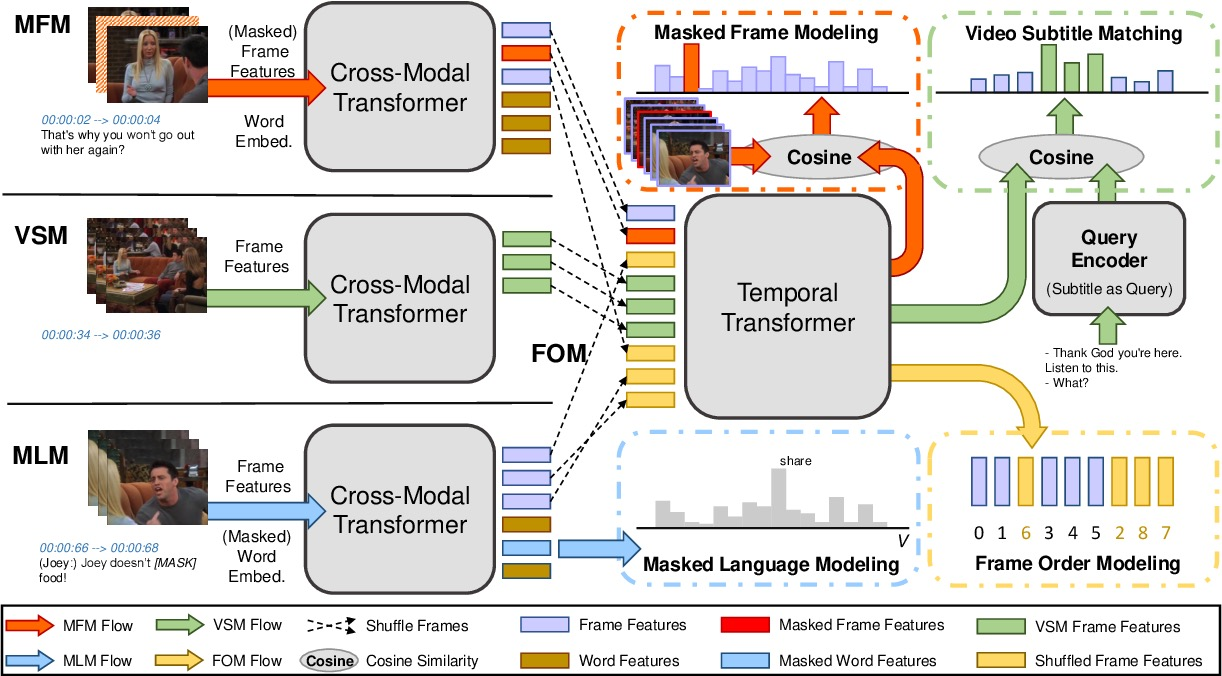 MFM
(Masked)
Frame
Features
Word
Embed.
Cross-Modal
Transformer
00:00:02 --> 00:00:04
That's why you won't go out
with her again?
VSM
Frame
Features
Cross-Modal
Transformer
00:00:34 --> 00:00:36
MLM
Frame
Features
(Masked)
Word
Embed.
Cross-Modal
Transformer
00:00:66 --> 00:00:68
(Joey:) Joey doesn't [MASK]
food!
FOM
Temporal
Transformer
Masked Frame Modeling
Cosine
Video Subtitle Matching
Cosine
Query
Encoder
(Subtitle as Query)
- Thank God you're here.
Listen to this.
- What?
share
V
Masked Language Modeling
0 1 6 3 4 5 2 8 7
Frame Order Modeling
MFM Flow
VSM Flow
Shuffle Frames
Frame Features
Masked Frame Features
VSM Frame Features
MLM Flow
FOM Flow
Cosine
Cosine Similarity
Word Features
Masked Word Features
Shuffled Frame Features